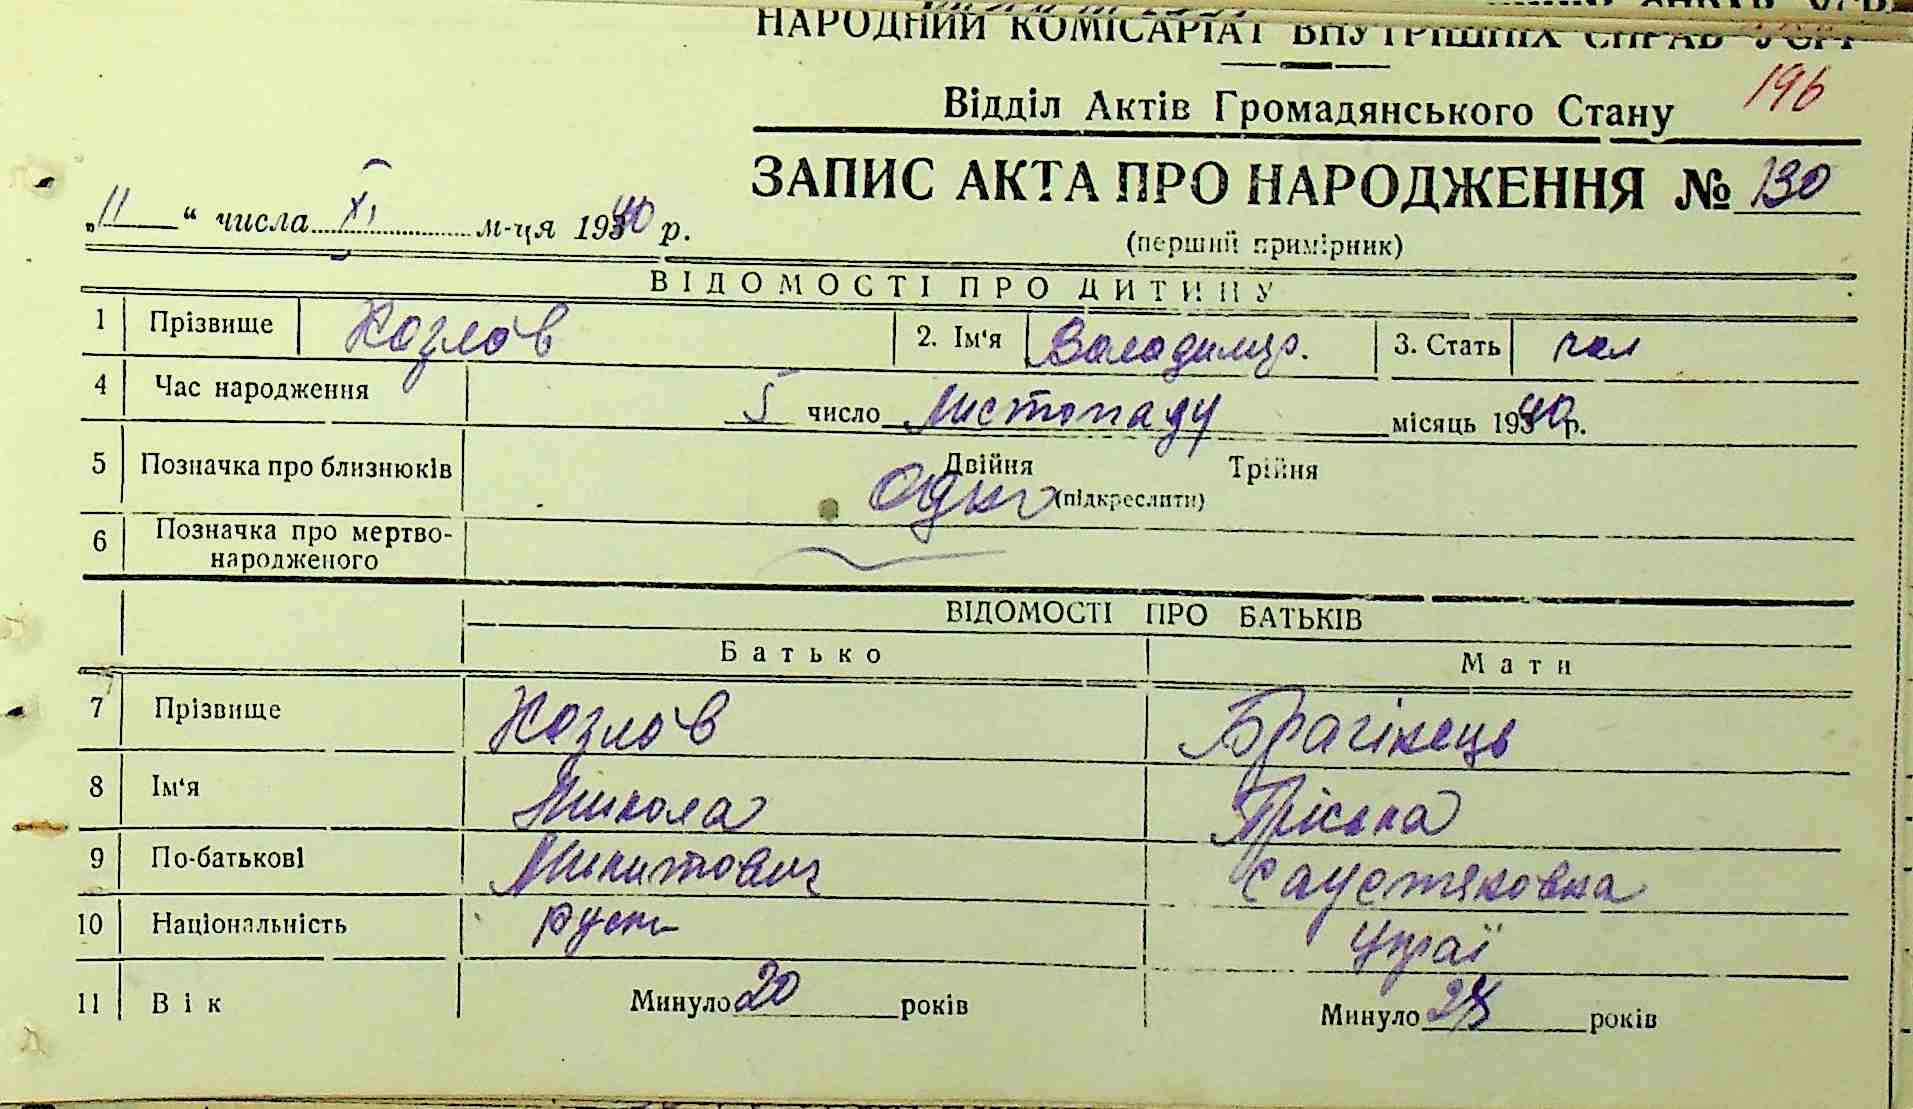 НАРОДНИЙ КОМІСАРІАТ ВНУТРІШНІХ СПРАВ УСРР
196
Відділ Актів Громадянського Стану
ЗАПИС АКТА ПРО НАРОДЖЕННЯ № 130
„11“ числа XI м-ця 1940 р.
(перший примірник)
ВІДОМОСТІ ПРО ДИТИНУ
1 Прізвище Козлов 2. Ім'я Володимир. 3. Стать чол
4 Час народження 5 число листопаду місяць 1940 р.
5 Позначка про близнюків Двійня Трійня
одно (підкреслити)
6 Позначка про мертво-
народженого
ВІДОМОСТІ ПРО БАТЬКІВ
Батько Мати
7 Прізвище Козлов Брагінець
8 Ім'я Микола Пріська
9 По-батькові Микитович
10 Національність руск Украї
11 Вік Минуло 20 років Минуло років